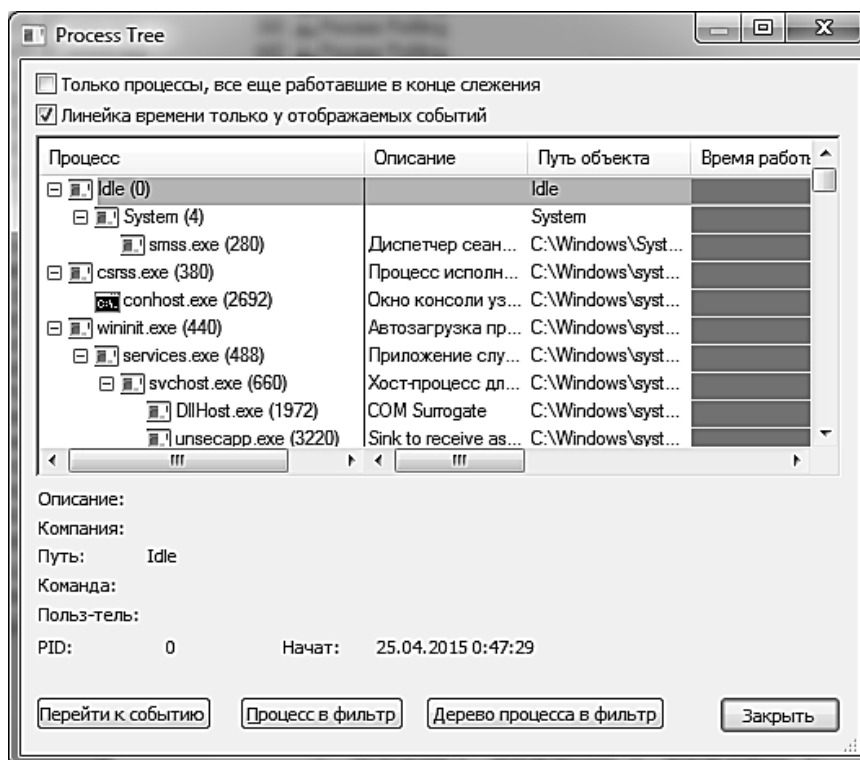 Process Tree
Только процессы, все еще работавшие в конце слежения
Линейка времени только у отображаемых событий
Процесс Описание Путь объекта Время работь
Idle (0) Idle
System (4) System
smss.exe (280) Диспетчер сеан... C:\Windows\Syst...
csrss.exe (380) Процесс исполн... C:\Windows\syst...
conhost.exe (2692) Окно консоли уз... C:\Windows\syst...
wininit.exe (440) Автозагрузка пр... C:\Windows\syst...
services.exe (488) Приложение слу... C:\Windows\syst...
svchost.exe (660) Хост-процесс дл... C:\Windows\syst...
DllHost.exe (1972) COM Surrogate C:\Windows\syst...
unsecapp.exe (3220) Sink to receive as... C:\Windows\syst...
Описание:
Компания:
Путь: Idle
Команда:
Польз-тель:
PID: 0 Начат: 25.04.2015 0:47:29
Перейти к событию Процесс в фильтр Дерево процесса в фильтр Закрыть